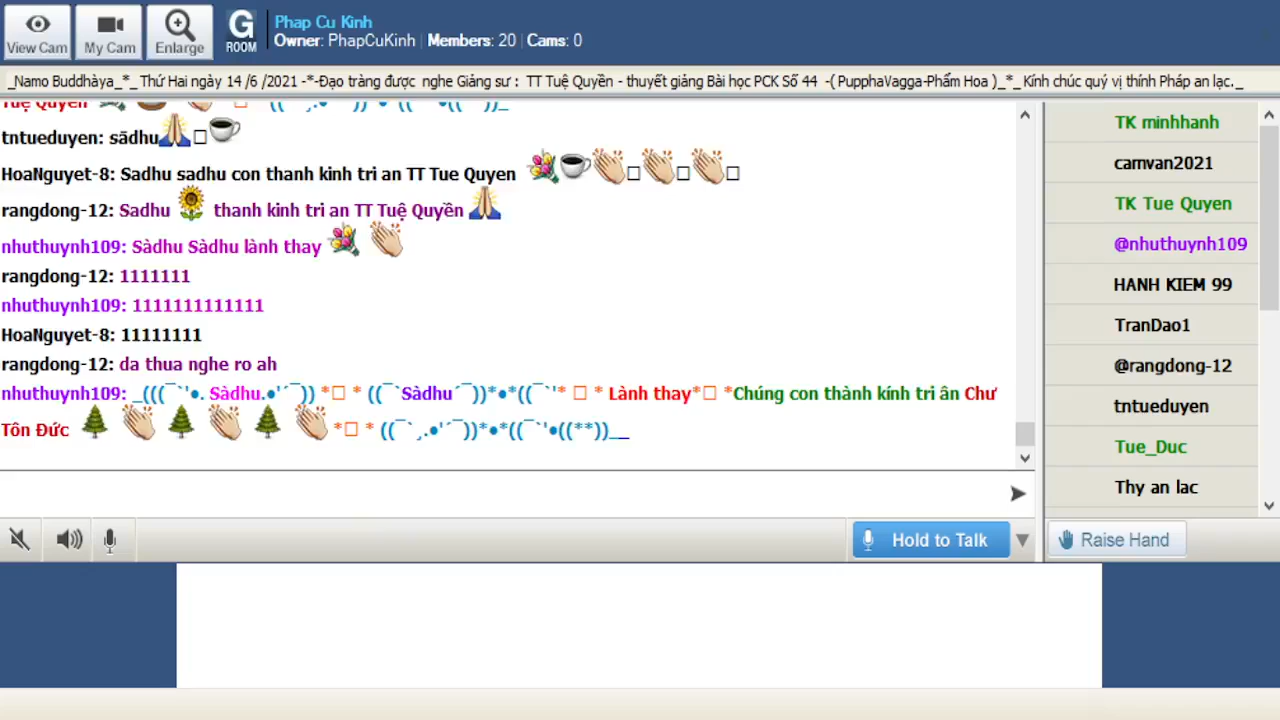 View Cam
My Cam
Enlarge
G
ROOM
Phap Cu Kinh
Owner: PhapCuKinh | Members: 20 | Cams: 0
_Namo Buddhàya_*_ Thứ Hai ngày 14 /6 /2021 -*-Đạo tràng được nghe Giảng sư : TT Tuệ Quyền - thuyết giảng Bài học PCK Số 44 -( PupphaVagga-Phẩm Hoa )_*_ Kính chúc quý vị thính Pháp an lạc._
Tuệ Quyền
tntueduyen: sādhu
HoaNguyet-8: Sadhu sadhu con thanh kinh tri an TT Tue Quyen
rangdong-12: Sadhu thanh kinh tri an TT Tuệ Quyền
nhuthuynh109: Sàdhu Sàdhu lành thay
rangdong-12: 1111111
nhuthuynh109: 1111111111111
HoaNguyet-8: 11111111
rangdong-12: da thua nghe ro ah
nhuthuynh109: _(((¯`'•. Sàdhu.•'´¯)) *□ * ((¯`Sàdhu´¯))*•*((¯`'* □ * Lành thay*□ *Chúng con thành kính tri ân Chư
Tôn Đức *□ * ((¯`¸.•'´¯))*•*((¯`'•((**))__
TK minhhanh
camvan2021
TK Tue Quyen
@nhuthuynh109
HANH KIEM 99
TranDao1
@rangdong-12
tntueduyen
Tue_Duc
Thy an lac
Hold to Talk
Raise Hand